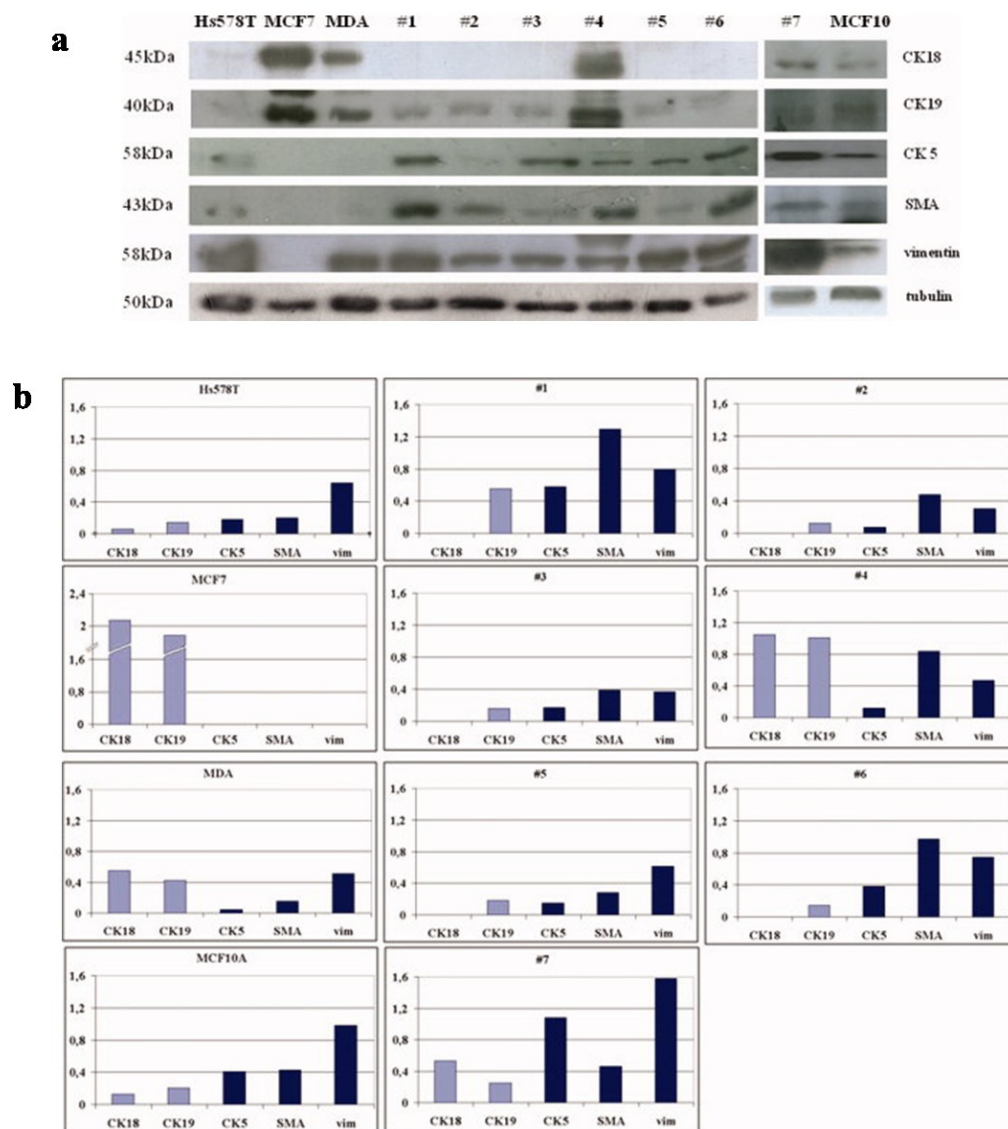 a
Hs578T MCF7 MDA #1 #2 #3 #4 #5 #6 #7 MCF10
45kDa CK18
40kDa CK19
58kDa CK 5
43kDa SMA
58kDa vimentin
50kDa tubulin
b
Hs578T
1,6
1,2
0,8
0,4
0
CK18 CK19 CK5 SMA vim
#1
1,6
1,2
0,8
0,4
0
CK18 CK19 CK5 SMA vim
#2
1,6
1,2
0,8
0,4
0
CK18 CK19 CK5 SMA vim
MCF7
2,4
2
1,6
0,8
0
CK18 CK19 CK5 SMA vim
#3
1,6
1,2
0,8
0,4
0
CK18 CK19 CK5 SMA vim
#4
1,6
1,2
0,8
0,4
0
CK18 CK19 CK5 SMA vim
MDA
1,6
1,2
0,8
0,4
0
CK18 CK19 CK5 SMA vim
#5
1,6
1,2
0,8
0,4
0
CK18 CK19 CK5 SMA vim
#6
1,6
1,2
0,8
0,4
0
CK18 CK19 CK5 SMA vim
MCF10A
1,6
1,2
0,8
0,4
0
CK18 CK19 CK5 SMA vim
#7
1,6
1,2
0,8
0,4
0
CK18 CK19 CK5 SMA vim